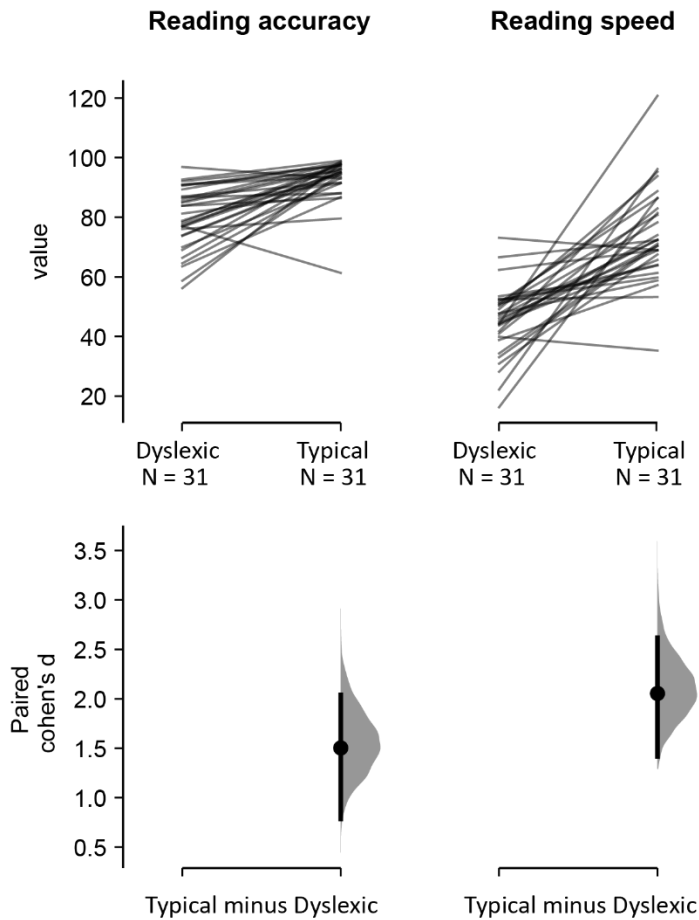 Reading accuracy
Reading speed
value
120
100
80
60
40
20
Dyslexic
N = 31
Typical
N = 31
Dyslexic
N = 31
Typical
N = 31
Paired
cohen's d
3.5
3.0
2.5
2.0
1.5
1.0
0.5
Typical minus Dyslexic
Typical minus Dyslexic